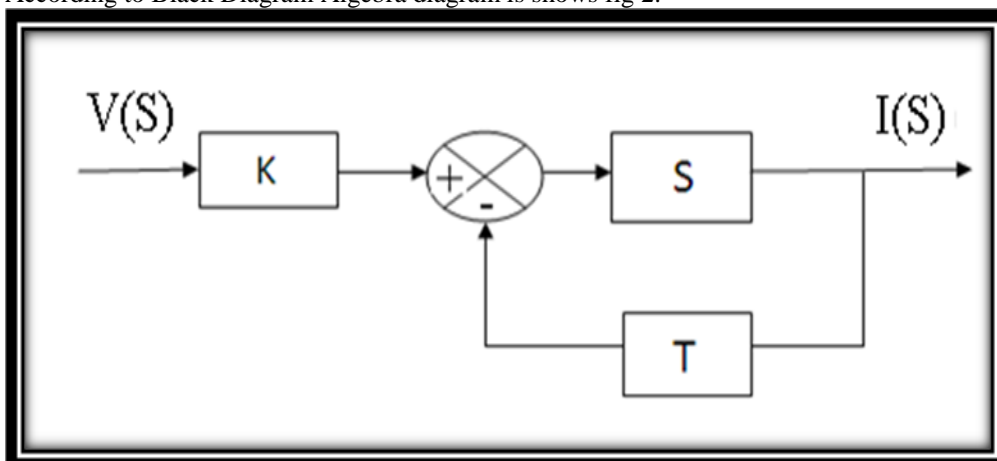 According to Black Diagram Algebra diagram is shows fig-2.
V(S)
I(S)
K
+
-
S
T